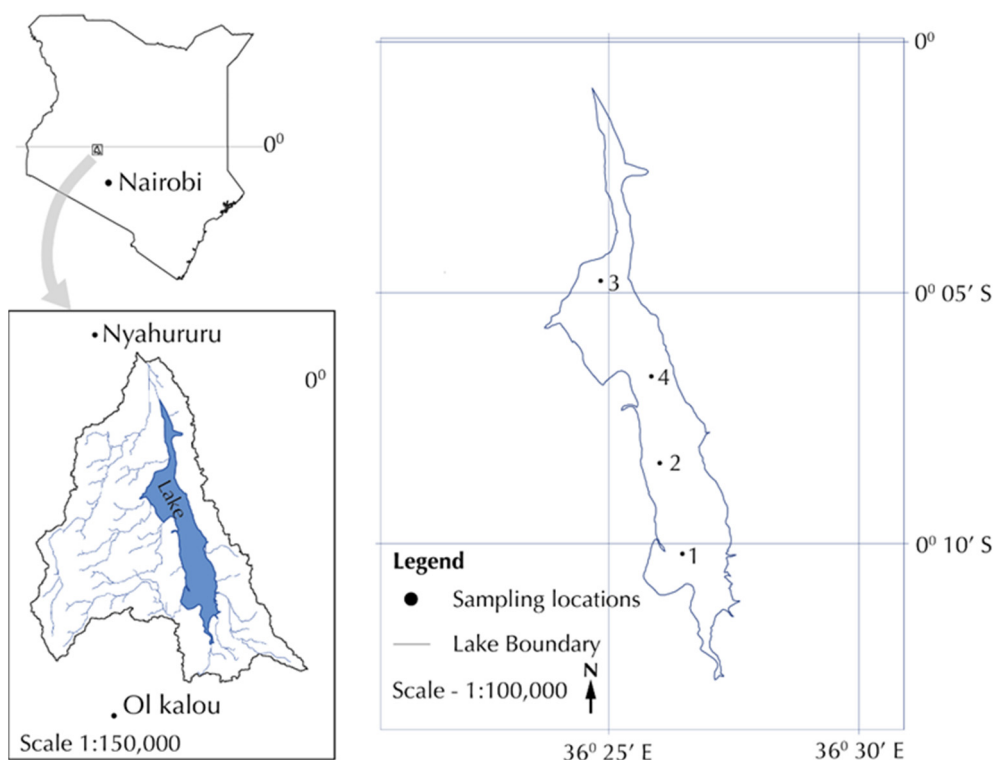 0⁰
Nairobi
Nyahururu
0⁰
Lake
Ol kalou
Scale 1:150,000
0⁰
3
0⁰ 05′ S
4
2
1
0⁰ 10′ S
Legend
Sampling locations
Lake Boundary
N
Scale - 1:100,000
36⁰ 25′ E
36⁰ 30′ E